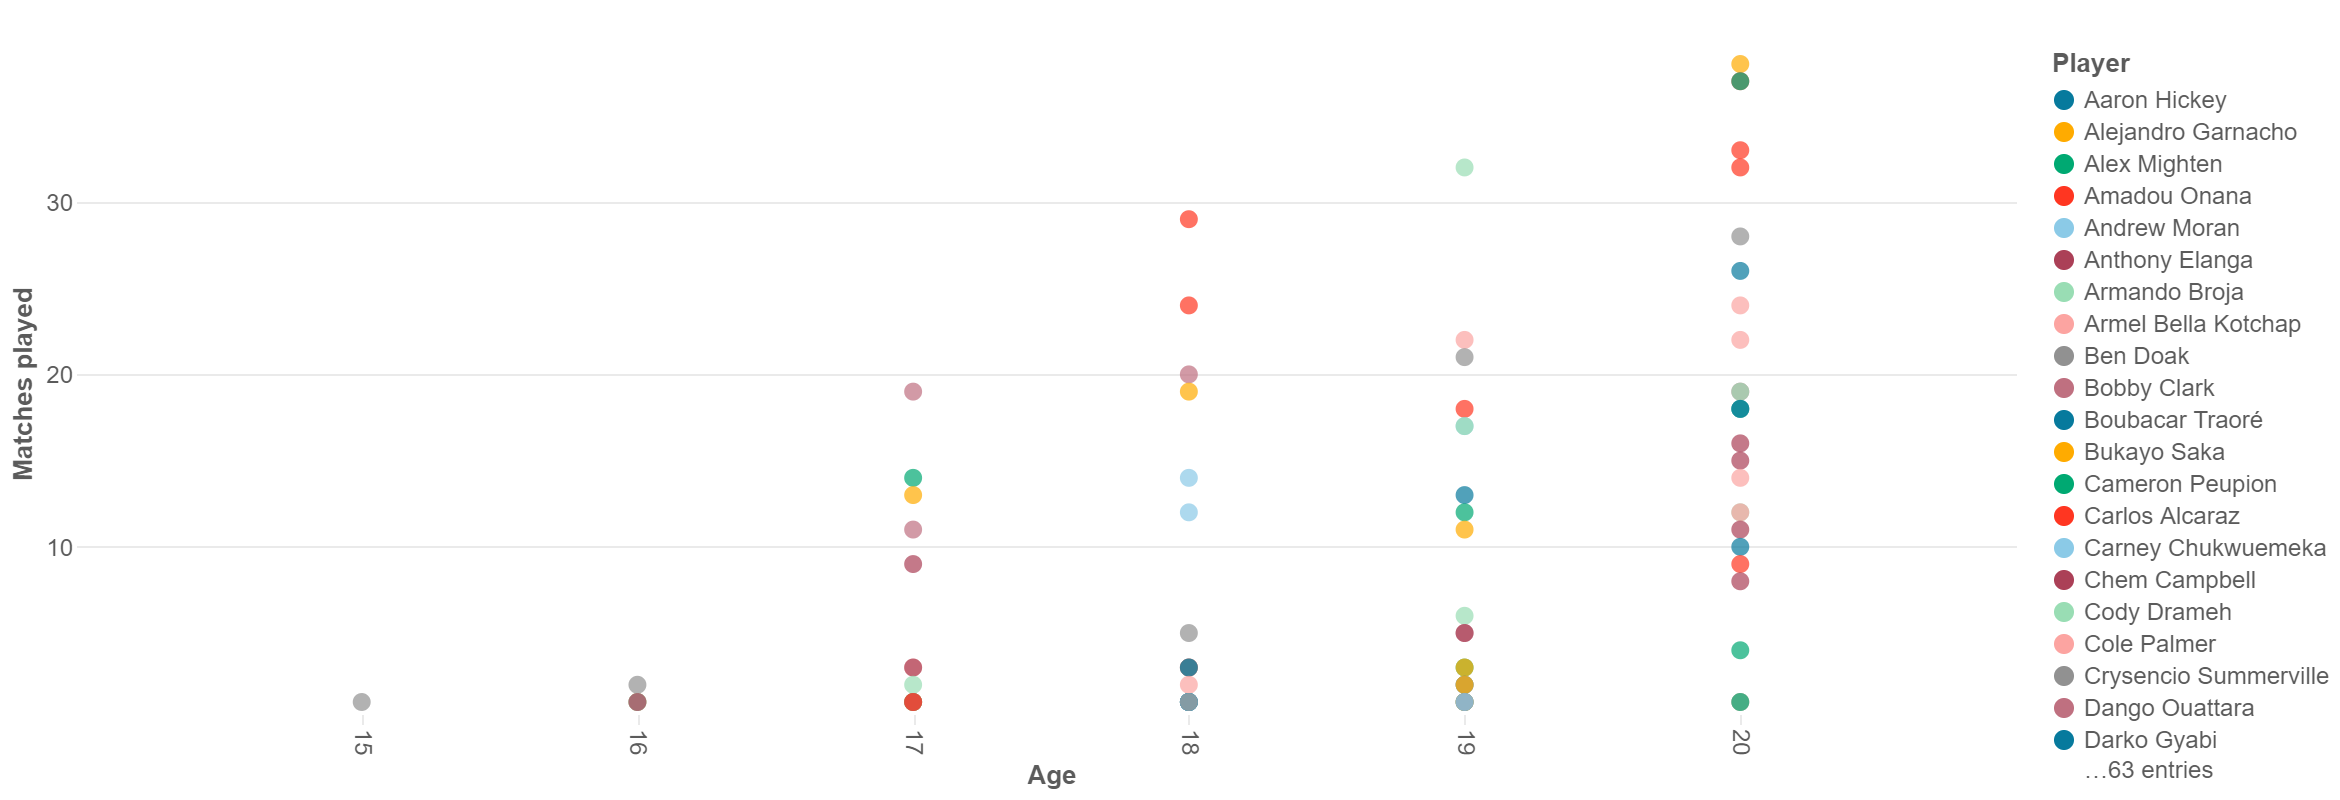 Matches played
30
20
10
15
16
17
18
19
20
Age
Player
Aaron Hickey
Alejandro Garnacho
Alex Mighten
Amadou Onana
Andrew Moran
Anthony Elanga
Armando Broja
Armel Bella Kotchap
Ben Doak
Bobby Clark
Boubacar Traoré
Bukayo Saka
Cameron Peupion
Carlos Alcaraz
Carney Chukwuemeka
Chem Campbell
Cody Drameh
Cole Palmer
Crysencio Summerville
Dango Ouattara
Darko Gyabi
…63 entries